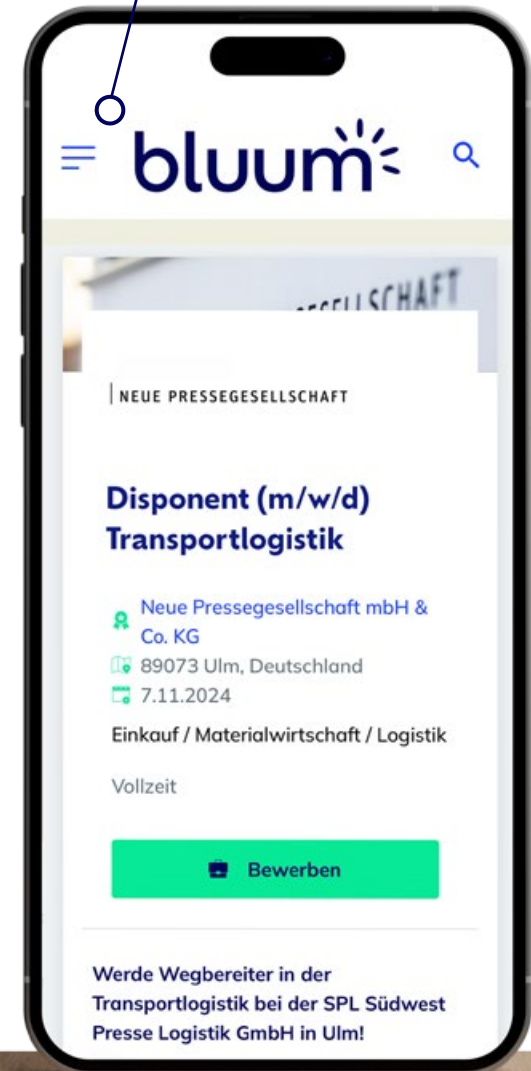 bluum
GESELLSCHAFT
NEUE PRESSEGESELLSCHAFT
Disponent (m/w/d)
Transportlogistik
Neue Pressegesellschaft mbH &
Co. KG
89073 Ulm, Deutschland
7.11.2024
Einkauf / Materialwirtschaft / Logistik
Vollzeit
Bewerben
Werde Wegbereiter in der
Transportlogistik bei der SPL Südwest
Presse Logistik GmbH in Ulm!